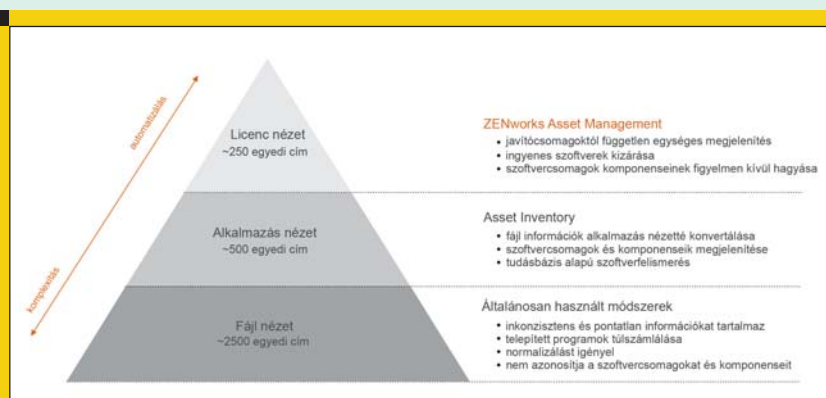 automatizálás
komplexitás
Licenc nézet
~250 egyedi cím
ZENworks Asset Management
• javítócsomagoktól független egységes megjelenítés
• ingyenes szoftverek kizárása
• szoftvercsomagok komponenseinek figyelmen kívül hagyása
Alkalmazás nézet
~500 egyedi cím
Asset Inventory
• fájl információk alkalmazás nézetté konvertálása
• szoftvercsomagok és komponenseik megjelenítése
• tudásbázis alapú szoftverfelismerés
Fájl nézet
~2500 egyedi cím
Általánosan használt módszerek
• inkonzisztens és pontatlan információkat tartalmaz
• telepített programok túlszámlálása
• normalizálást igényel
• nem azonosítja a szoftvercsomagokat és komponenseit